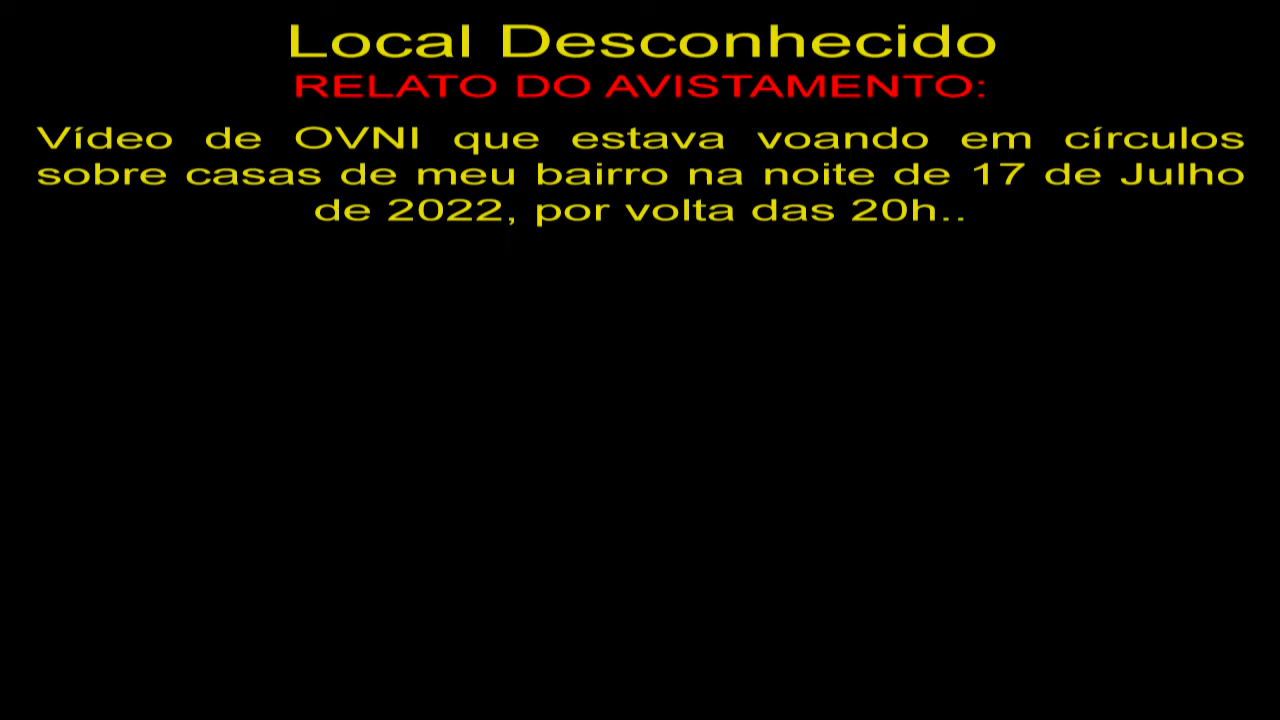 Local Desconhecido
RELATO DO AVISTAMENTO:
Vídeo de OVNI que estava voando em círculos
sobre casas de meu bairro na noite de 17 de Julho
de 2022, por volta das 20h..